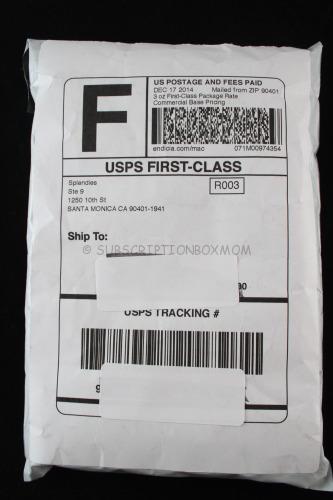 F
US POSTAGE AND FEES PAID
DEC 17 2014 Mailed from ZIP 90401
3 oz First-Class Package Rate
Commercial Base Pricing
endicia.com/mac 071M00974354
USPS FIRST-CLASS
Splendies
Ste 9
1250 10th St
SANTA MONICA CA 90401-1941
R003
Ship To:
© SUBSCRIPTIONBOXMOM
USPS TRACKING #